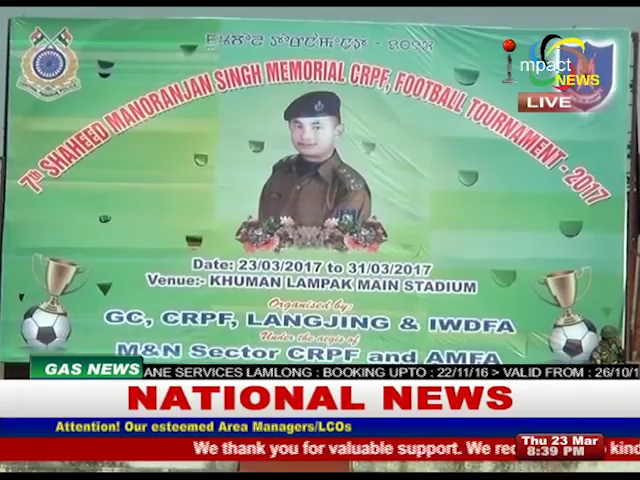 7th SHAHEED MANORANJAN SINGH MEMORIAL CRPF, FOOTBALL TOURNAMENT - 2017
impact
NEWS
LIVE
Date: 23/03/2017 to 31/03/2017
Venue:- KHUMAN LAMPAK MAIN STADIUM
Organised by:
GC, CRPF, LANGJING & IWDFA
Under the aegis of
M&N Sector CRPF and AMFA
GAS NEWS ANE SERVICES LAMLONG : BOOKING UPTO : 22/11/16 > VALID FROM : 26/10/1
NATIONAL NEWS
Attention! Our esteemed Area Managers/LCOs
We thank you for valuable support. We kind
Thu 23 Mar
8:39 PM